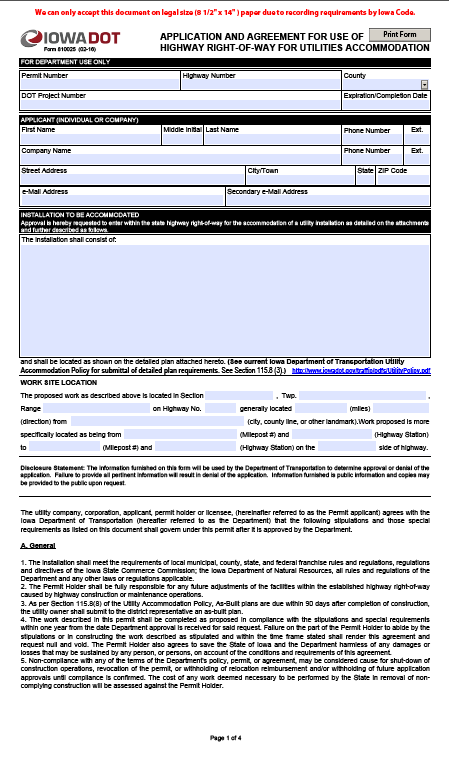 We can only accept this document on legal size (8 1/2" x 14" ) paper due to recording requirements by Iowa Code.
IOWADOT
Form 810025 (02-16)
APPLICATION AND AGREEMENT FOR USE OF
HIGHWAY RIGHT-OF-WAY FOR UTILITIES ACCOMMODATION
Print Form
FOR DEPARTMENT USE ONLY
Permit Number Highway Number County
DOT Project Number Expiration/Completion Date
APPLICANT (INDIVIDUAL OR COMPANY)
First Name Middle Initial Last Name Phone Number Ext.
Company Name Phone Number Ext.
Street Address City/Town State ZIP Code
e-Mail Address Secondary e-Mail Address
INSTALLATION TO BE ACCOMMODATED
Approval is hereby requested to enter within the state highway right-of-way for the accommodation of a utility installation as detailed on the attachments
and further described as follows.
The installation shall consist of:
and shall be located as shown on the detailed plan attached hereto. (See current Iowa Department of Transportation Utility
Accommodation Policy for submittal of detailed plan requirements. See Section 115.8 (3).) http://www.iowadot.gov/traffic/pdfs/UtilityPolicy.pdf
WORK SITE LOCATION
The proposed work as described above is located in Section , Twp. ,
Range on Highway No. generally located (miles)
(direction) from (city, county line, or other landmark).Work proposed is more
specifically located as being from (Milepost #) and (Highway Station)
to (Milepost #) and (Highway Station) on the side of highway.
Disclosure Statement: The information furnished on this form will be used by the Department of Transportation to determine approval or denial of the
application. Failure to provide all pertinent information will result in denial of the application. Information furnished is public information and copies may
be provided to the public upon request.
The utility company, corporation, applicant, permit holder or licensee, (hereinafter referred to as the Permit applicant) agrees with the
Iowa Department of Transportation (hereafter referred to as the Department) that the following stipulations and those special
requirements as listed on this document shall govern under this permit after it is approved by the Department.
A. General
1. The installation shall meet the requirements of local municipal, county, state, and federal franchise rules and regulations, regulations
and directives of the Iowa State Commerce Commission; the Iowa Department of Natural Resources, all rules and regulations of the
Department and any other laws or regulations applicable.
2. The Permit Holder shall be fully responsible for any future adjustments of the facilities within the established highway right-of-way
caused by highway construction or maintenance operations.
3. As per Section 115.8(8) of the Utility Accommodation Policy, As-Built plans are due within 90 days after completion of construction,
the utility owner shall submit to the district representative an as-built plan.
4. The work described in this permit shall be completed as proposed in compliance with the stipulations and special requirements
within one year from the date Department approval is received for said request. Failure on the part of the Permit Holder to abide by the
stipulations or in constructing the work described as stipulated and within the time frame stated shall render this agreement and
request null and void. The Permit Holder also agrees to save the State of Iowa and the Department harmless of any damages or
losses that may be sustained by any person, or persons, on account of the conditions and requirements of this agreement.
5. Non-compliance with any of the terms of the Department's policy, permit, or agreement, may be considered cause for shut-down of
construction operations, revocation of the permit, or withholding of relocation reimbursement and/or withholding of future application
approvals until compliance is confirmed. The cost of any work deemed necessary to be performed by the State in removal of non-
complying construction will be assessed against the Permit Holder.
Page 1 of 4